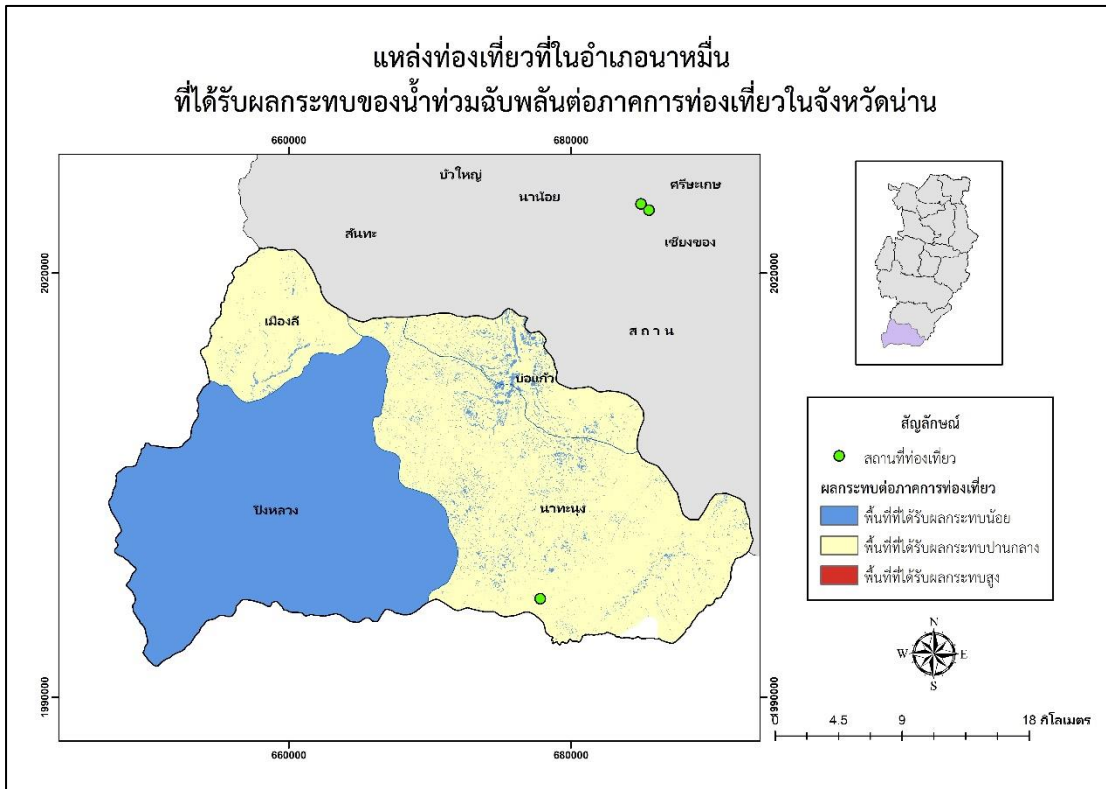 แหล่งท่องเที่ยวที่ในอำเภอนาหมื่น
ที่ได้รับผลกระทบของน้ำท่วมฉับพลันต่อภาคการท่องเที่ยวในจังหวัดน่าน
660000
680000
บัวใหญ่
นาน้อย
ศรีษะเกษ
สันทะ
เชียงของ
2020000
2020000
เมืองลี
สถาน
บ่อแก้ว
ปิงหลวง
นาทะนุง
1990000
1990000
660000
680000
สัญลักษณ์
สถานที่ท่องเที่ยว
ผลกระทบต่อภาคการท่องเที่ยว
พื้นที่ที่ได้รับผลกระทบน้อย
พื้นที่ที่ได้รับผลกระทบปานกลาง
พื้นที่ที่ได้รับผลกระทบสูง
N
W E
S
0 4.5 9 18 กิโลเมตร